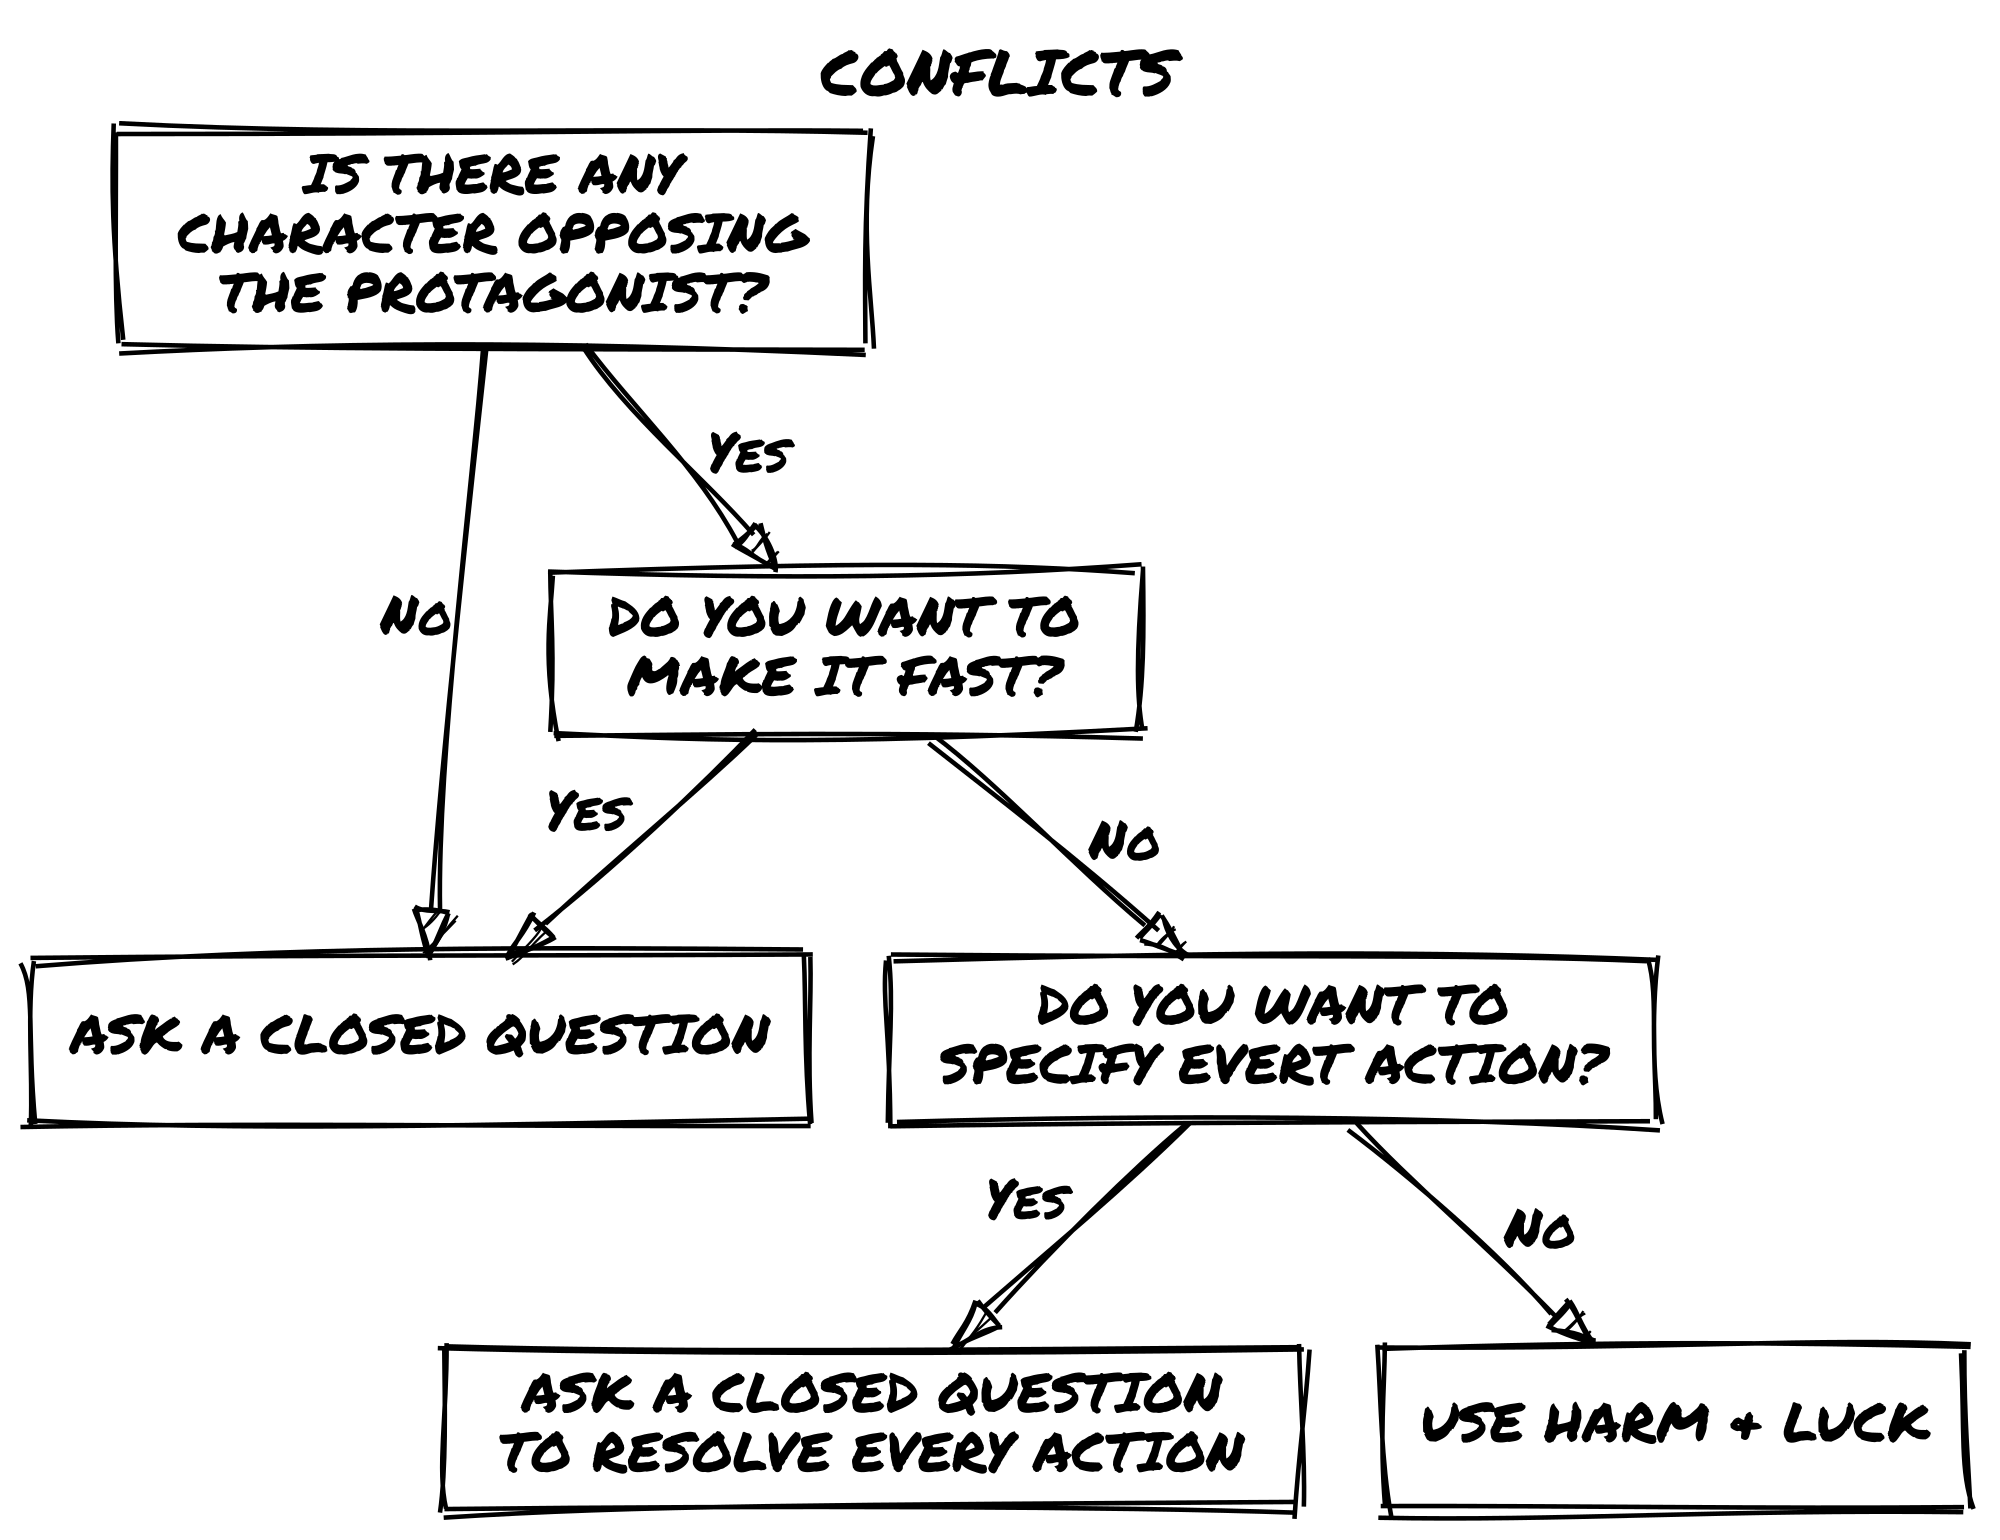 CONFLICTS
IS THERE ANY
CHARACTER OPPOSING
THE PROTAGONIST?
YES
NO
DO YOU WANT TO
MAKE IT FAST?
YES
NO
ASK A CLOSED QUESTION
DO YOU WANT TO
SPECIFY EVERT ACTION?
YES
NO
ASK A CLOSED QUESTION
TO RESOLVE EVERY ACTION
USE HARM & LUCK